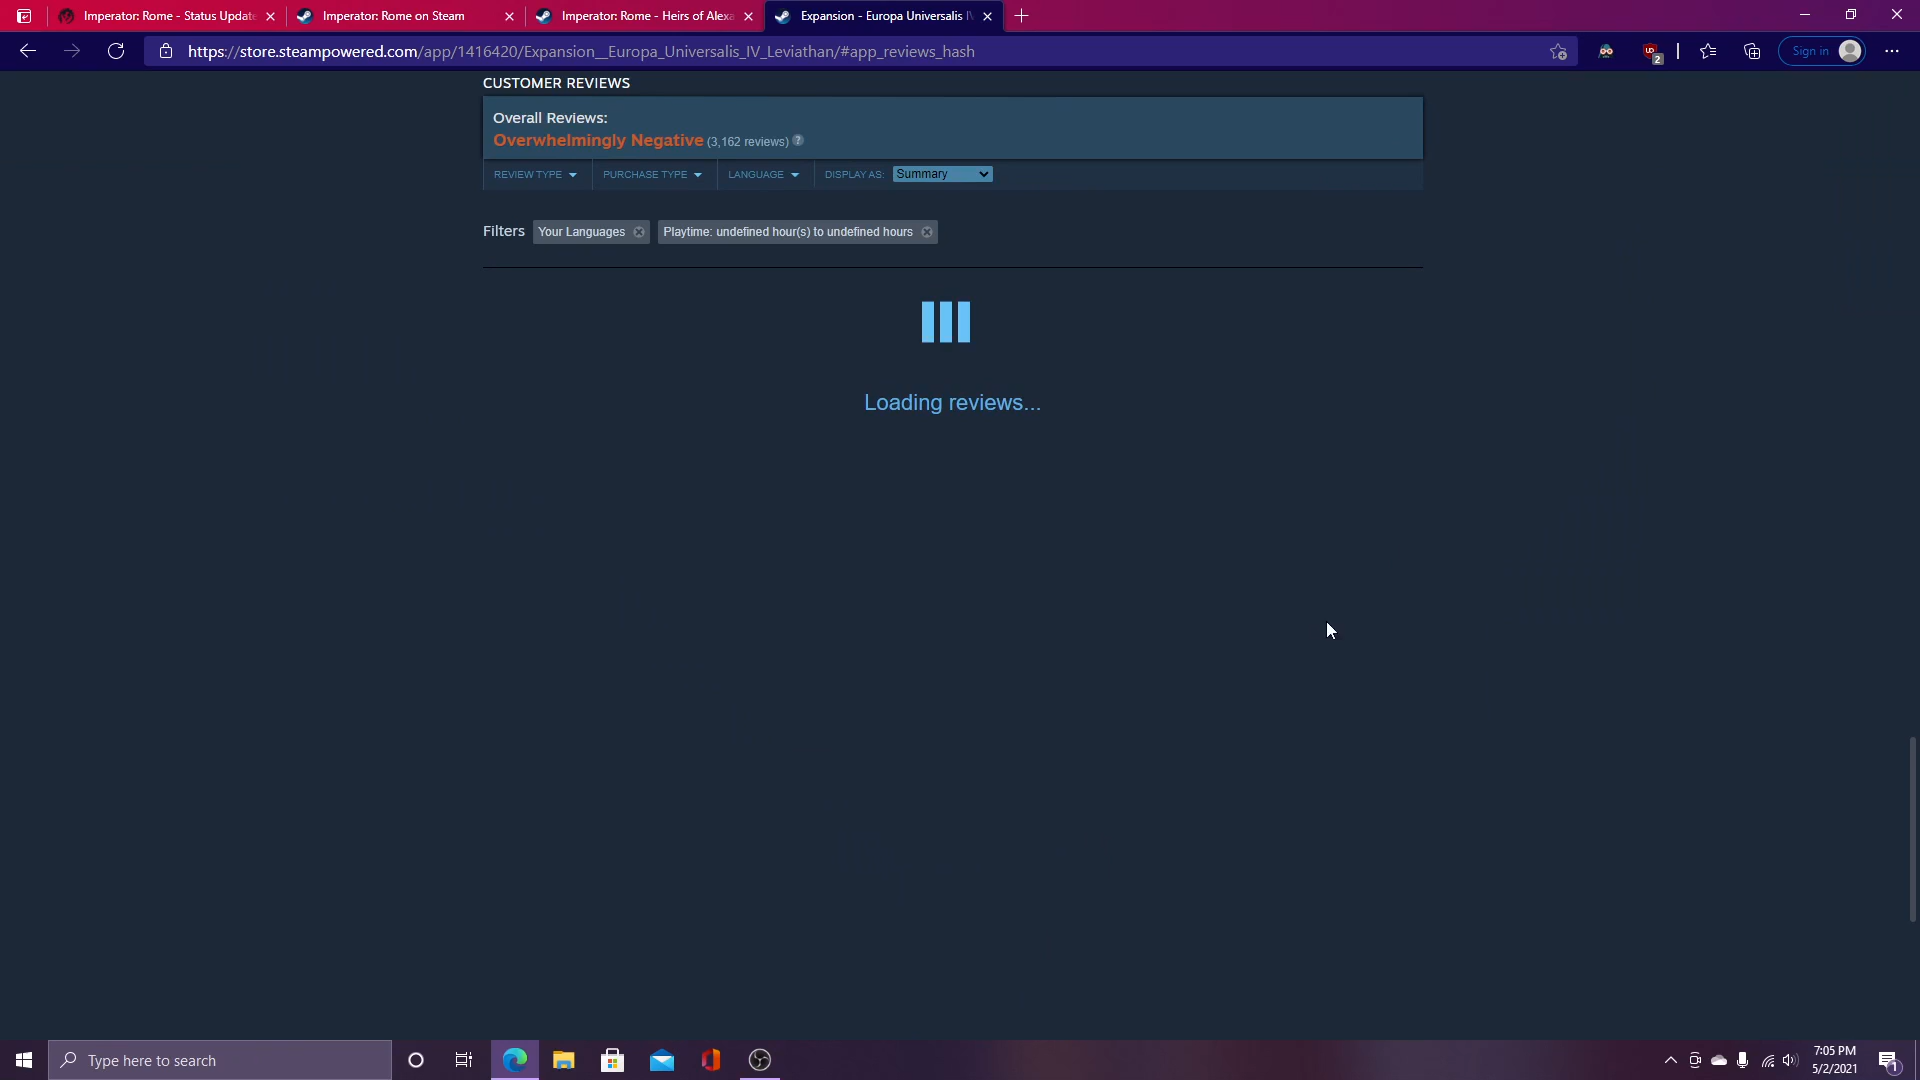 Imperator: Rome - Status Update
Imperator: Rome on Steam
Imperator: Rome - Heirs of Alexa
Expansion - Europa Universalis I
https://store.steampowered.com/app/1416420/Expansion__Europa_Universalis_IV_Leviathan/#app_reviews_hash
2
Sign in
CUSTOMER REVIEWS
Overall Reviews:
Overwhelmingly Negative (3,162 reviews) ?
REVIEW TYPE PURCHASE TYPE LANGUAGE DISPLAY AS: Summary
Filters Your Languages Playtime: undefined hour(s) to undefined hours
Loading reviews...
Type here to search
7:05 PM
5/2/2021
1